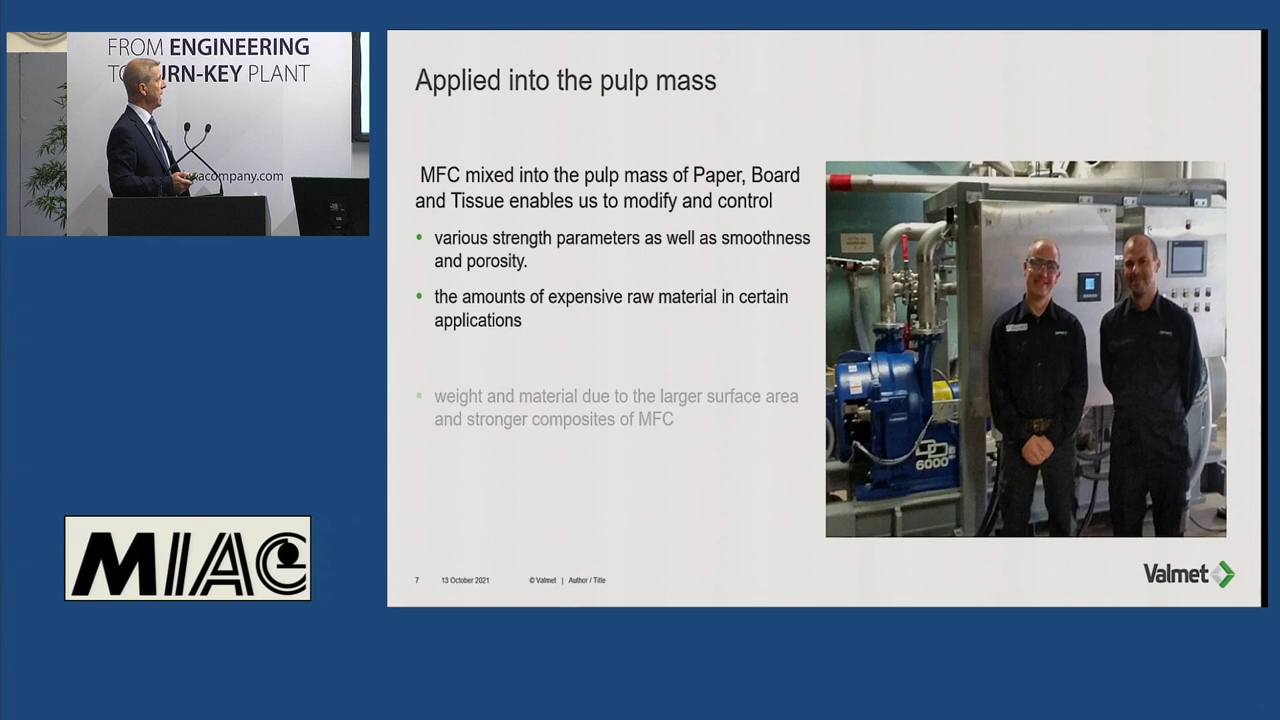 FROM ENGINEERING
TURN-KEY PLANT
acompany.com
Applied into the pulp mass
MFC mixed into the pulp mass of Paper, Board
and Tissue enables us to modify and control
• various strength parameters as well as smoothness
and porosity.
• the amounts of expensive raw material in certain
applications
• weight and material due to the larger surface area
and stronger composites of MFC
6000
MIAC
7 13 October 2021 © Valmet | Author / Title
Valmet